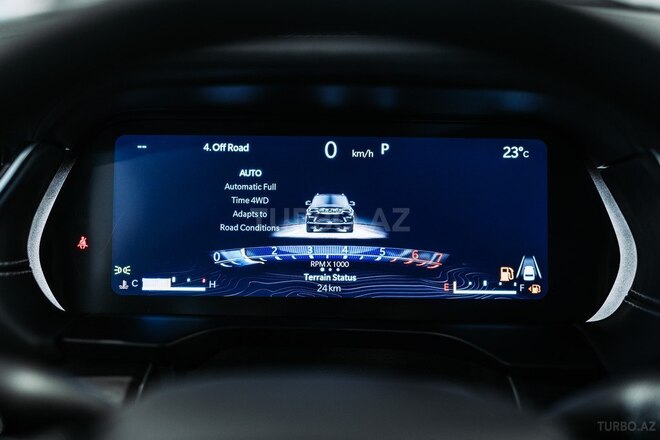 -- 4. Off Road 0 km/h P 23°C
AUTO
Automatic Full
Time 4WD
Adapts to
Road Conditions
TURBO.AZ
0 1 2 3 4 5 6 7
RPM X 1000
Terrain Status
24 km
C H E F
TURBO.AZ